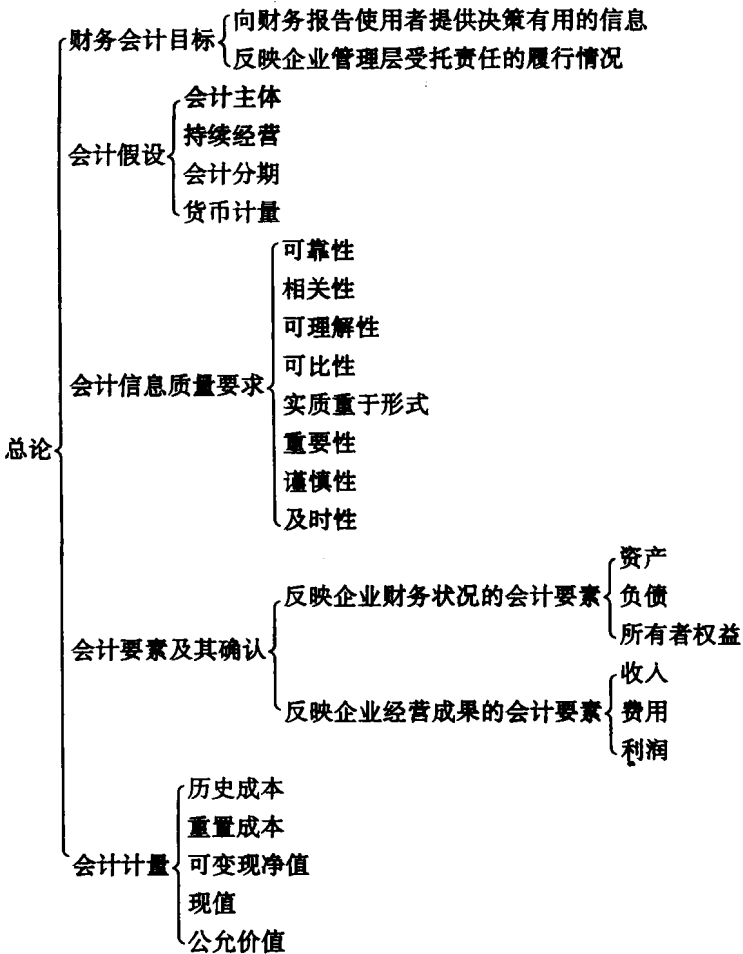 总论
财务会计目标
向财务报告使用者提供决策有用的信息
反映企业管理层受托责任的履行情况
会计假设
会计主体
持续经营
会计分期
货币计量
会计信息质量要求
可靠性
相关性
可理解性
可比性
实质重于形式
重要性
谨慎性
及时性
会计要素及其确认
反映企业财务状况的会计要素
资产
负债
所有者权益
反映企业经营成果的会计要素
收入
费用
利润
会计计量
历史成本
重置成本
可变现净值
现值
公允价值